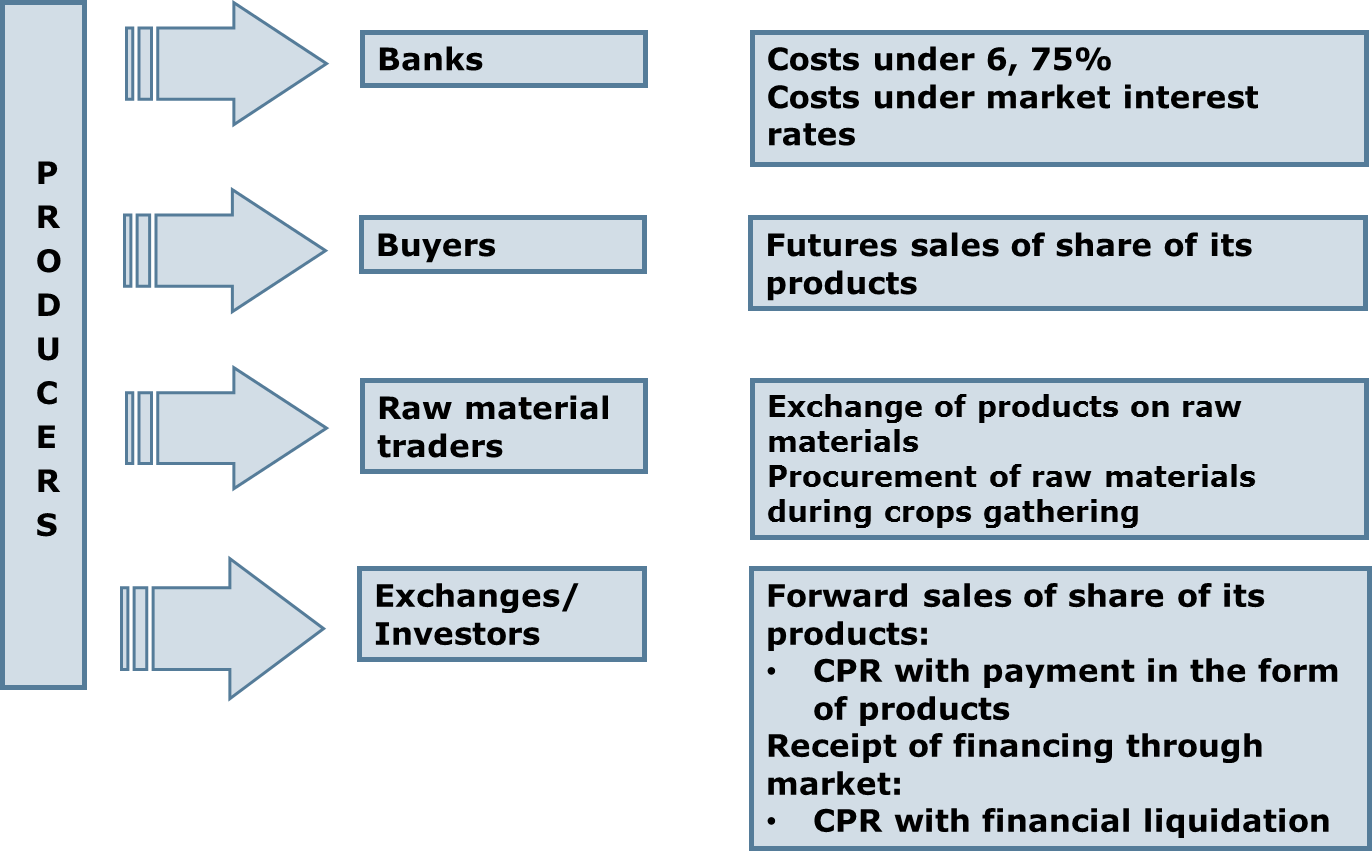 PRODUCERS
Banks
Costs under 6, 75%
Costs under market interest
rates
Buyers
Futures sales of share of its
products
Raw material
traders
Exchange of products on raw
materials
Procurement of raw materials
during crops gathering
Exchanges/
Investors
Forward sales of share of its
products:
• CPR with payment in the form
of products
Receipt of financing through
market:
• CPR with financial liquidation